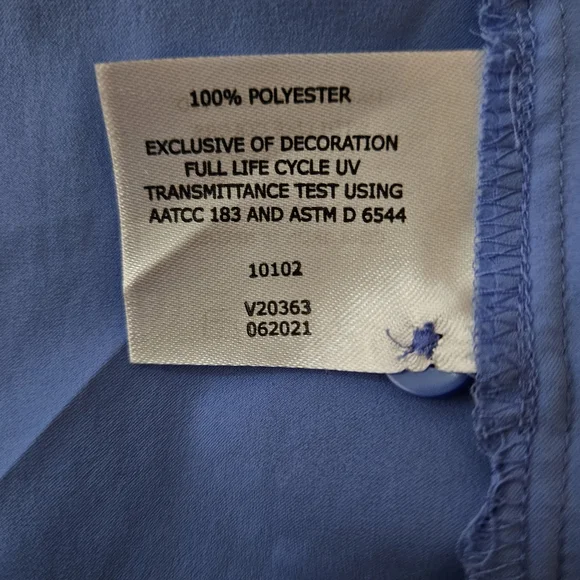 100% POLYESTER
EXCLUSIVE OF DECORATION
FULL LIFE CYCLE UV
TRANSMITTANCE TEST USING
AATCC 183 AND ASTM D 6544
10102
V20363
062021